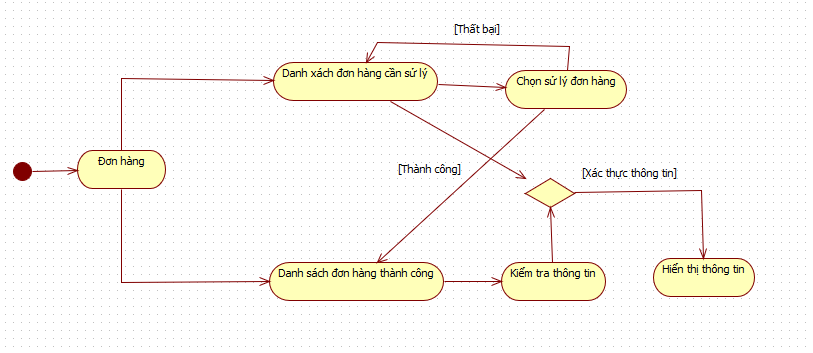 [Thất bại]
Danh xách đơn hàng cần sử lý
Chọn sử lý đơn hàng
Đơn hàng
[Thành công]
[Xác thực thông tin]
Danh sách đơn hàng thành công
Kiểm tra thông tin
Hiển thị thông tin